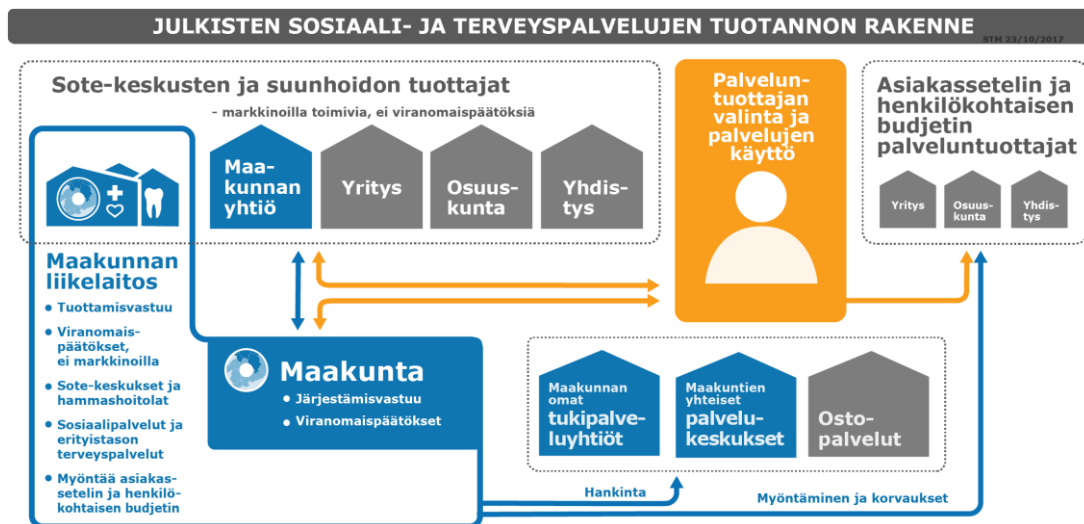 JULKISTEN SOSIAALI- JA TERVEYSPALVELUJEN TUOTANNON RAKENNE
STM 23/10/2017
Sote-keskusten ja suunhoidon tuottajat
- markkinoilla toimivia, ei viranomaispäätöksiä
Maa-
kunnan
yhtiö
Yritys
Osuus-
kunta
Yhdis-
tys
Palvelun-
tuottajan
valinta ja
palvelujen
käyttö
Asiakassetelin ja
henkilökohtaisen
budjetin
palveluntuottajat
Yritys
Osuus-
kunta
Yhdis-
tys
Maakunnan
liikelaitos
• Tuottamisvastuu
• Viranomais-
päätökset,
ei markkinoilla
• Sote-keskukset ja
hammashoitolat
• Sosiaalipalvelut ja
erityistason
terveyspalvelut
• Myöntää asiakas-
setelin ja henkilö-
kohtaisen budjetin
Maakunta
• Järjestämisvastuu
• Viranomaispäätökset
Maakunnan
omat
tukipalve-
luyhtiöt
Maakuntien
yhteiset
palvelu-
keskukset
Osto-
palvelut
Hankinta
Myöntäminen ja korvaukset